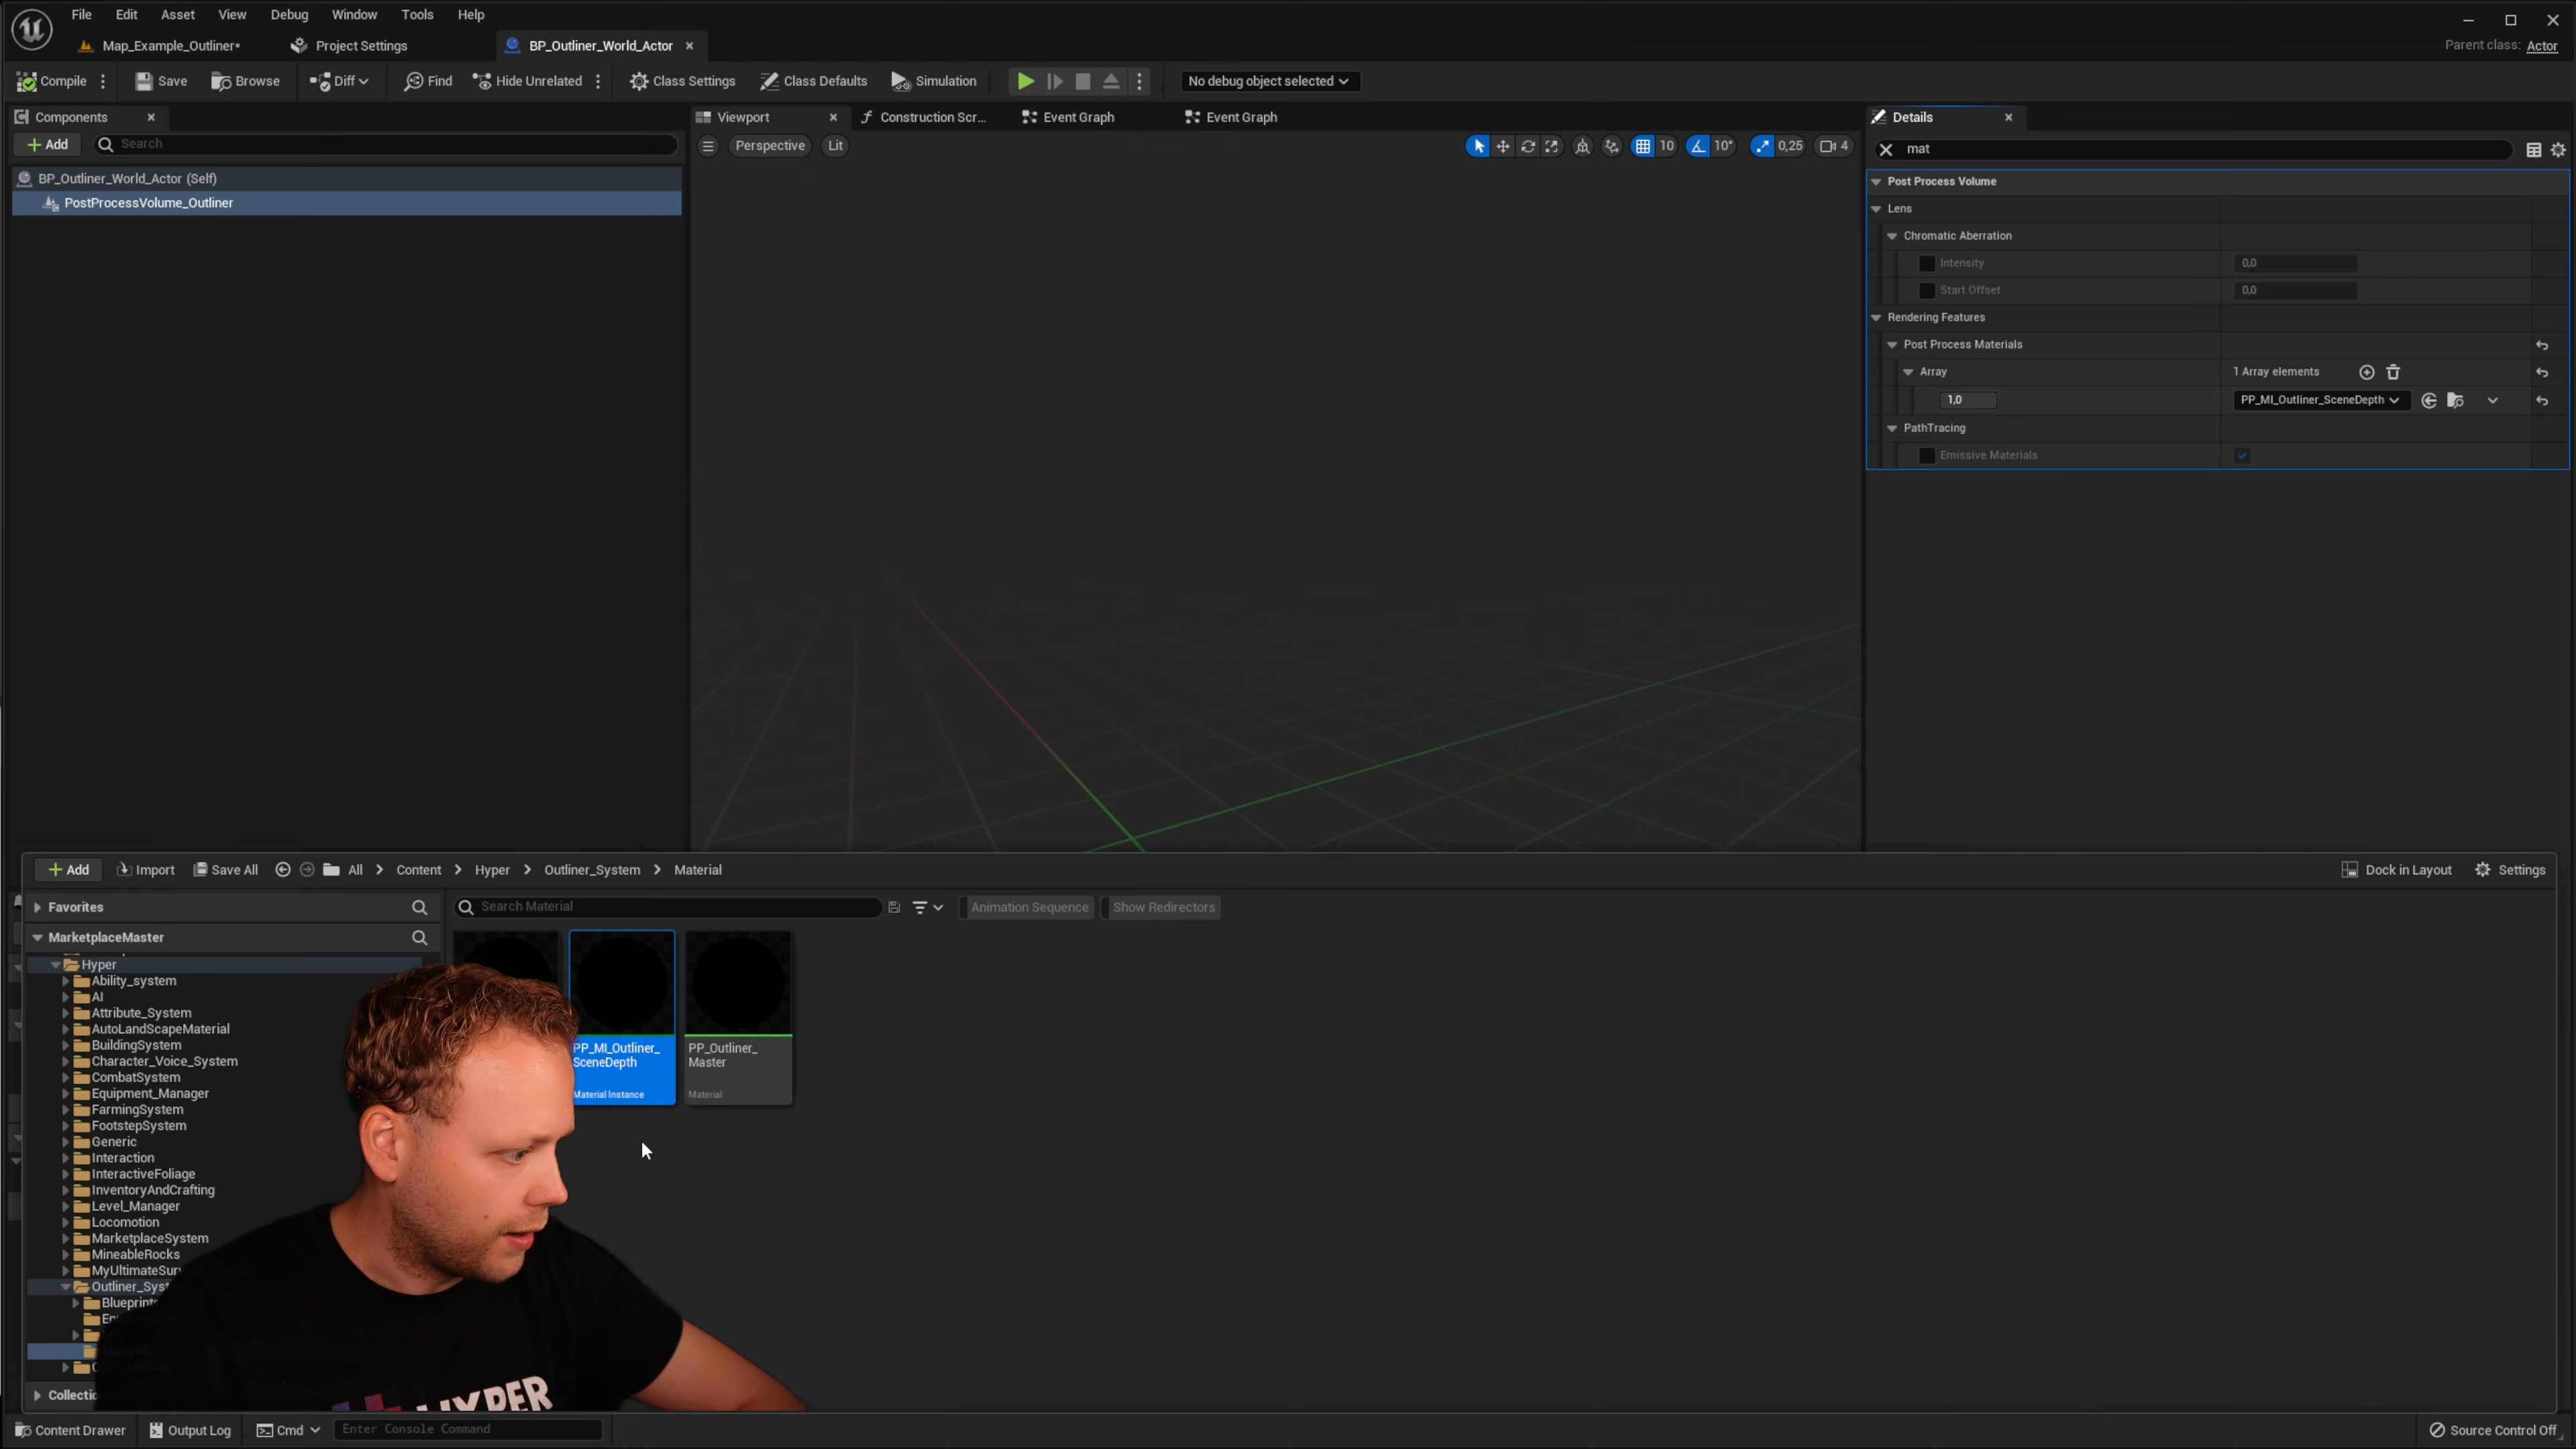 File Edit Asset View Debug Window Tools Help
Map_Example_Outliner* Project Settings BP_Outliner_World_Actor Parent class: Actor
Compile Save Browse Diff Find Hide Unrelated Class Settings Class Defaults Simulation No debug object selected
Components Viewport Construction Scr... Event Graph Event Graph Details
Add Search Perspective Lit 10 10° 0,25 4 mat
BP_Outliner_World_Actor (Self)
PostProcessVolume_Outliner
Post Process Volume
Lens
Chromatic Aberration
Intensity 0,0
Start Offset 0,0
Rendering Features
Post Process Materials
Array 1 Array elements
1,0 PP_MI_Outliner_SceneDepth
PathTracing
Emissive Materials
Add Import Save All All > Content > Hyper > Outliner_System > Material Dock in Layout Settings
Favorites Search Material Animation Sequence Show Redirectors
MarketplaceMaster
Hyper
Ability_system
AI
Attribute_System
AutoLandScapeMaterial
BuildingSystem
Character_Voice_System
CombatSystem
Equipment_Manager
FarmingSystem
FootstepSystem
Generic
Interaction
InteractiveFoliage
InventoryAndCrafting
Level_Manager
Locomotion
MarketplaceSystem
MineableRocks
MyUltimateSur
Outliner_Syst
Blueprints
En
Material
Collectio
PP_MI_Outliner_
SceneDepth
Material Instance
PP_Outliner_
Master
Material
HYPER
Content Drawer Output Log Cmd Enter Console Command Source Control Off